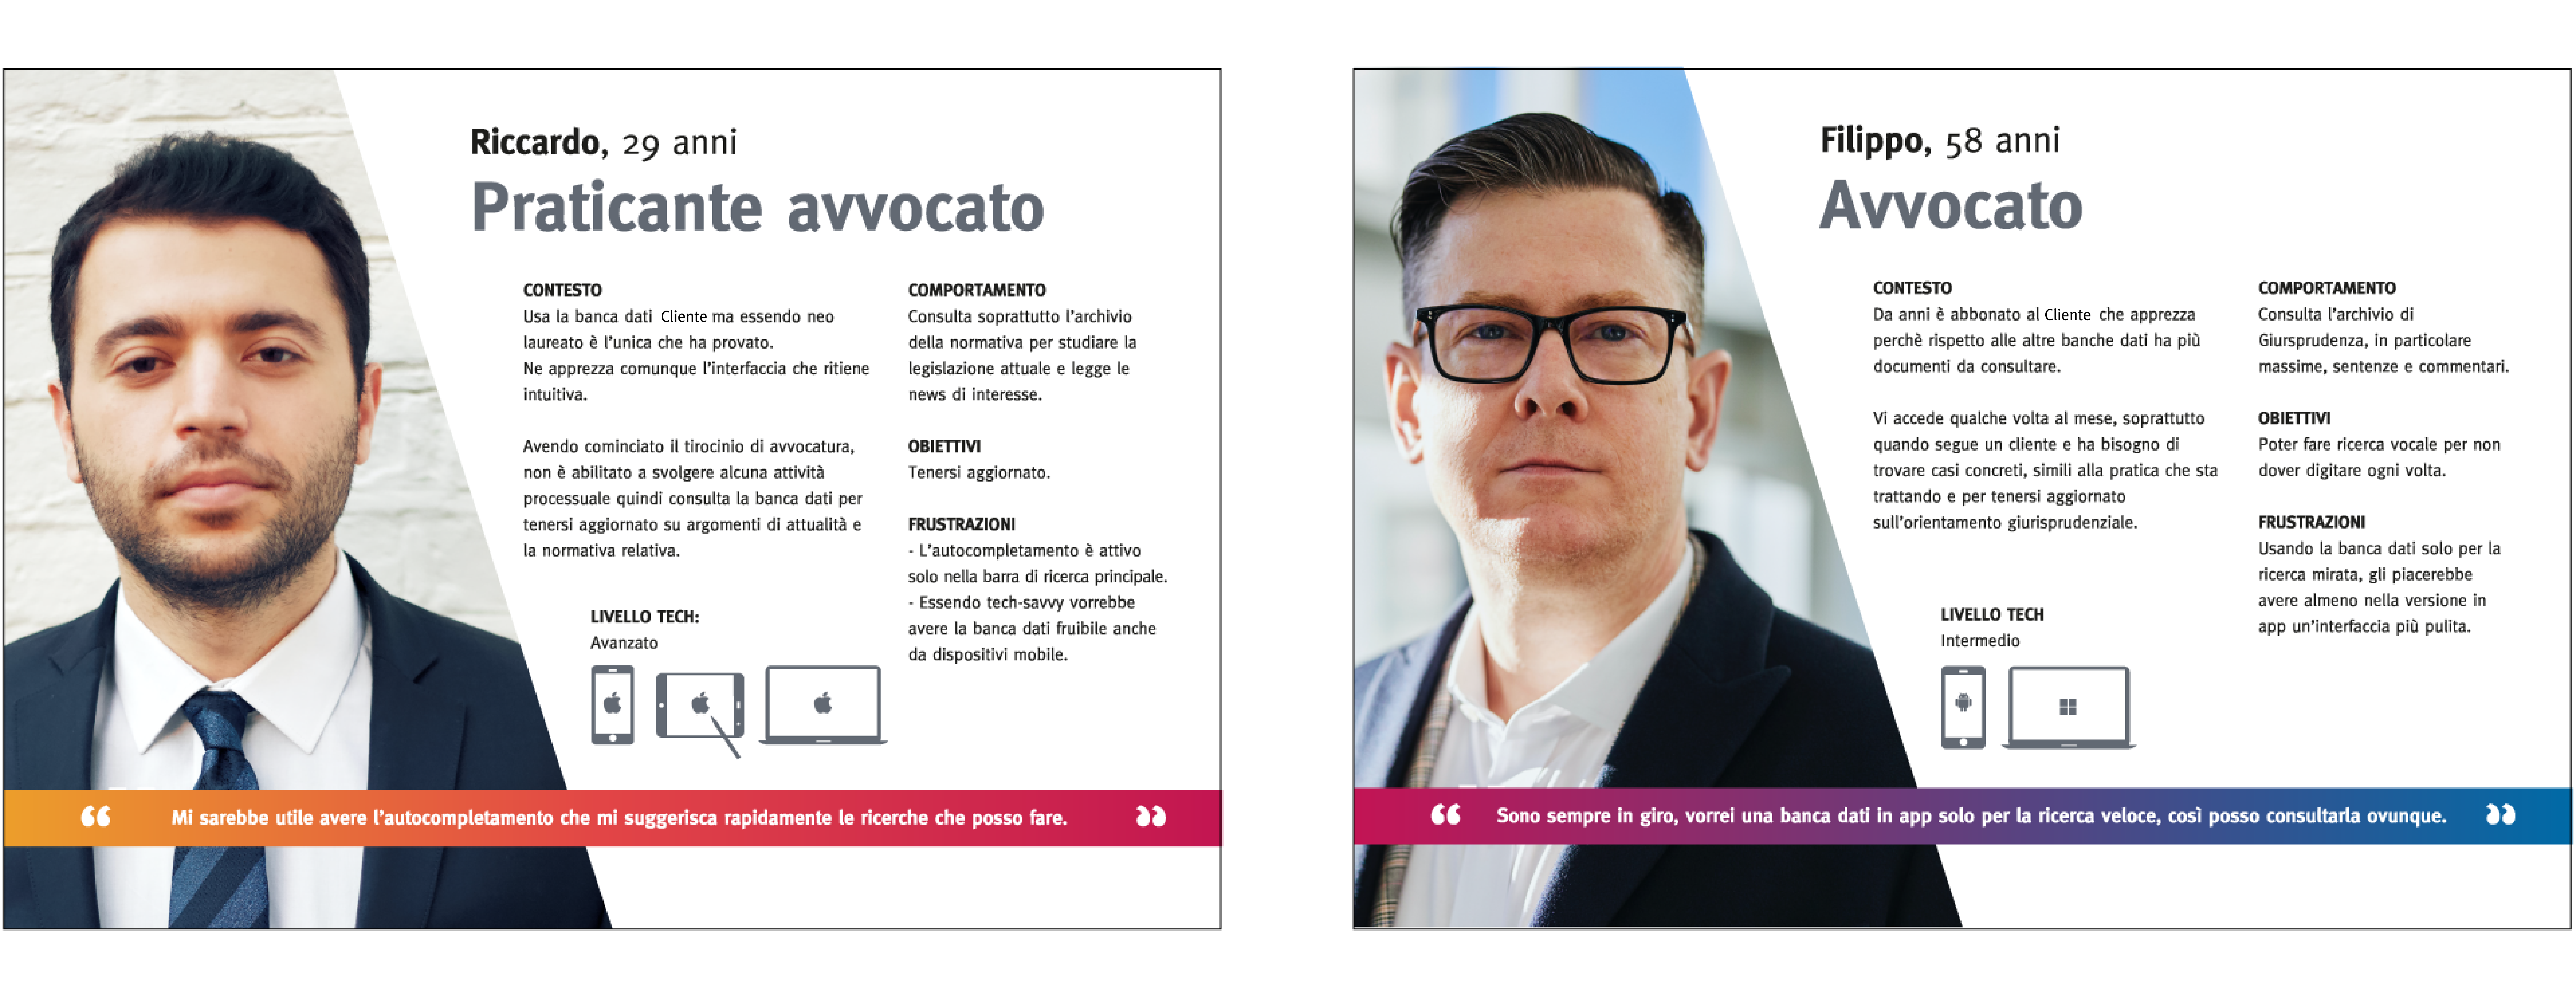 Riccardo, 29 anni
Praticante avvocato
CONTESTO
Usa la banca dati Cliente ma essendo neo
laureato è l'unica che ha provato.
Ne apprezza comunque l'interfaccia che ritiene
intuitiva.
Avendo cominciato il tirocinio di avvocatura,
non è abilitato a svolgere alcuna attività
processuale quindi consulta la banca dati per
tenersi aggiornato su argomenti di attualità e
la normativa relativa.
LIVELLO TECH:
Avanzato
COMPORTAMENTO
Consulta soprattutto l'archivio
della normativa per studiare la
legislazione attuale e legge le
news di interesse.
OBIETTIVI
Tenersi aggiornato.
FRUSTRAZIONI
- L'autocompletamento è attivo
solo nella barra di ricerca principale.
- Essendo tech-savvy vorrebbe
avere la banca dati fruibile anche
da dispositivi mobile.
“ Mi sarebbe utile avere l'autocompletamento che mi suggerisca rapidamente le ricerche che posso fare. ”
Filippo, 58 anni
Avvocato
CONTESTO
Da anni è abbonato al Cliente che apprezza
perchè rispetto alle altre banche dati ha più
documenti da consultare.
Vi accede qualche volta al mese, soprattutto
quando segue un cliente e ha bisogno di
trovare casi concreti, simili alla pratica che sta
trattando e per tenersi aggiornato
sull'orientamento giurisprudenziale.
LIVELLO TECH
Intermedio
COMPORTAMENTO
Consulta l'archivio di
Giursprudenza, in particolare
massime, sentenze e commentari.
OBIETTIVI
Poter fare ricerca vocale per non
dover digitare ogni volta.
FRUSTRAZIONI
Usando la banca dati solo per la
ricerca mirata, gli piacerebbe
avere almeno nella versione in
app un'interfaccia più pulita.
“ Sono sempre in giro, vorrei una banca dati in app solo per la ricerca veloce, così posso consultarla ovunque. ”